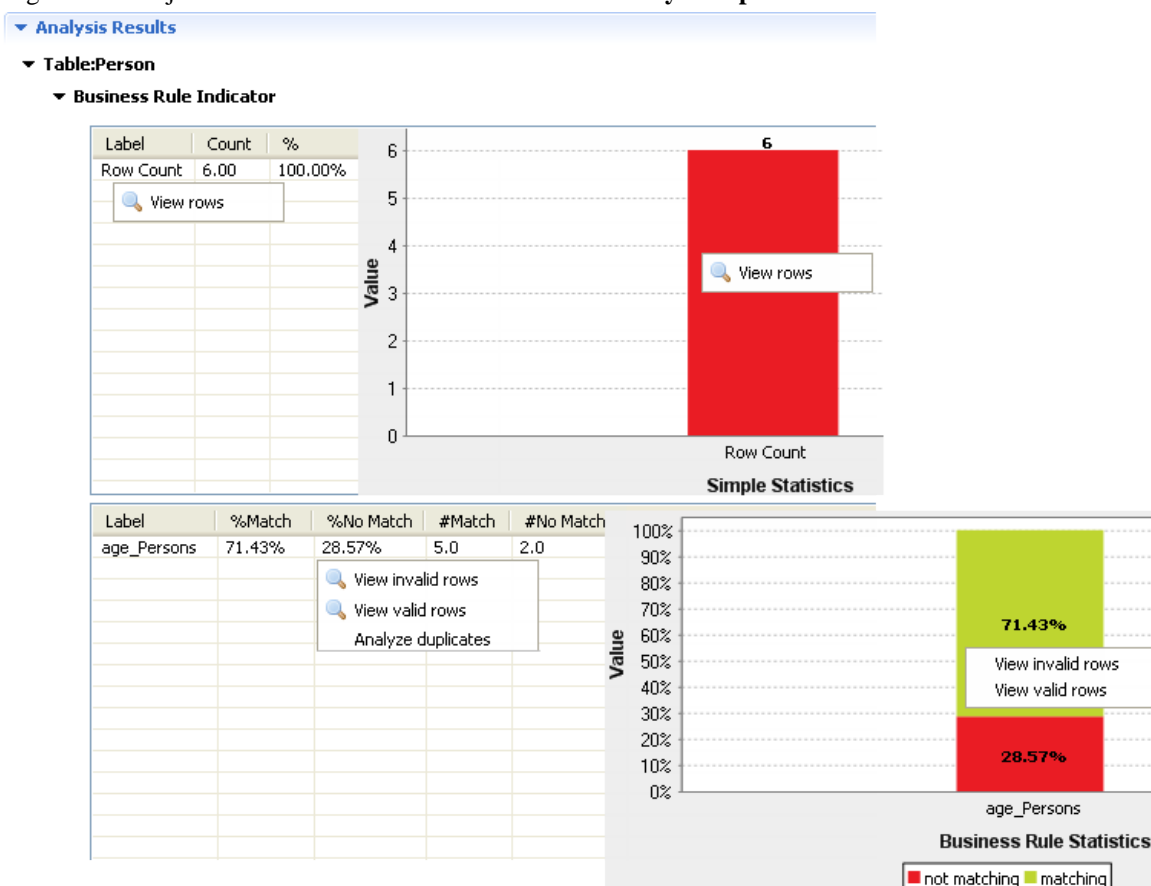 Analysis Results
Table:Person
Business Rule Indicator
Label Count %
Row Count 6.00 100.00%
View rows
6
5
4
3
2
1
0
Value
6
View rows
Row Count
Simple Statistics
Label %Match %No Match #Match #No Match
age_Persons 71.43% 28.57% 5.0 2.0
View invalid rows
View valid rows
Analyze duplicates
100%
90%
80%
70%
60%
50%
40%
30%
20%
10%
0%
Value
71.43%
View invalid rows
View valid rows
28.57%
age_Persons
Business Rule Statistics
not matching matching